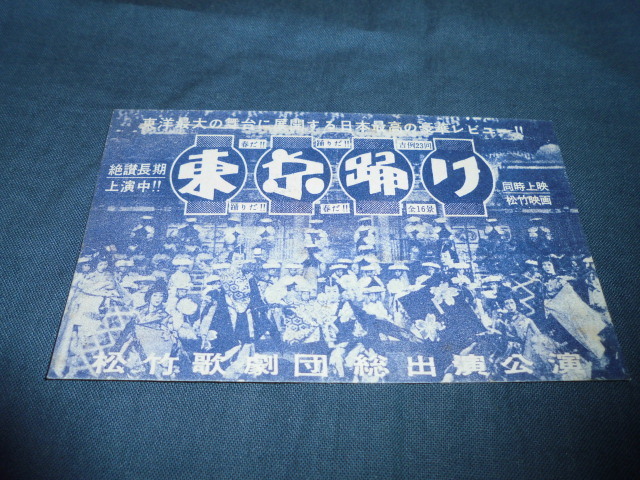 東洋最大の舞台に展開する日本最高の豪華レビュー!!
絶讃長期
上演中!!
春だ!!
踊りだ!!
吉例23回
東京踊り
踊りだ!!
春だ!!
全16景
同時上映
松竹映画
松竹歌劇団総出演公演